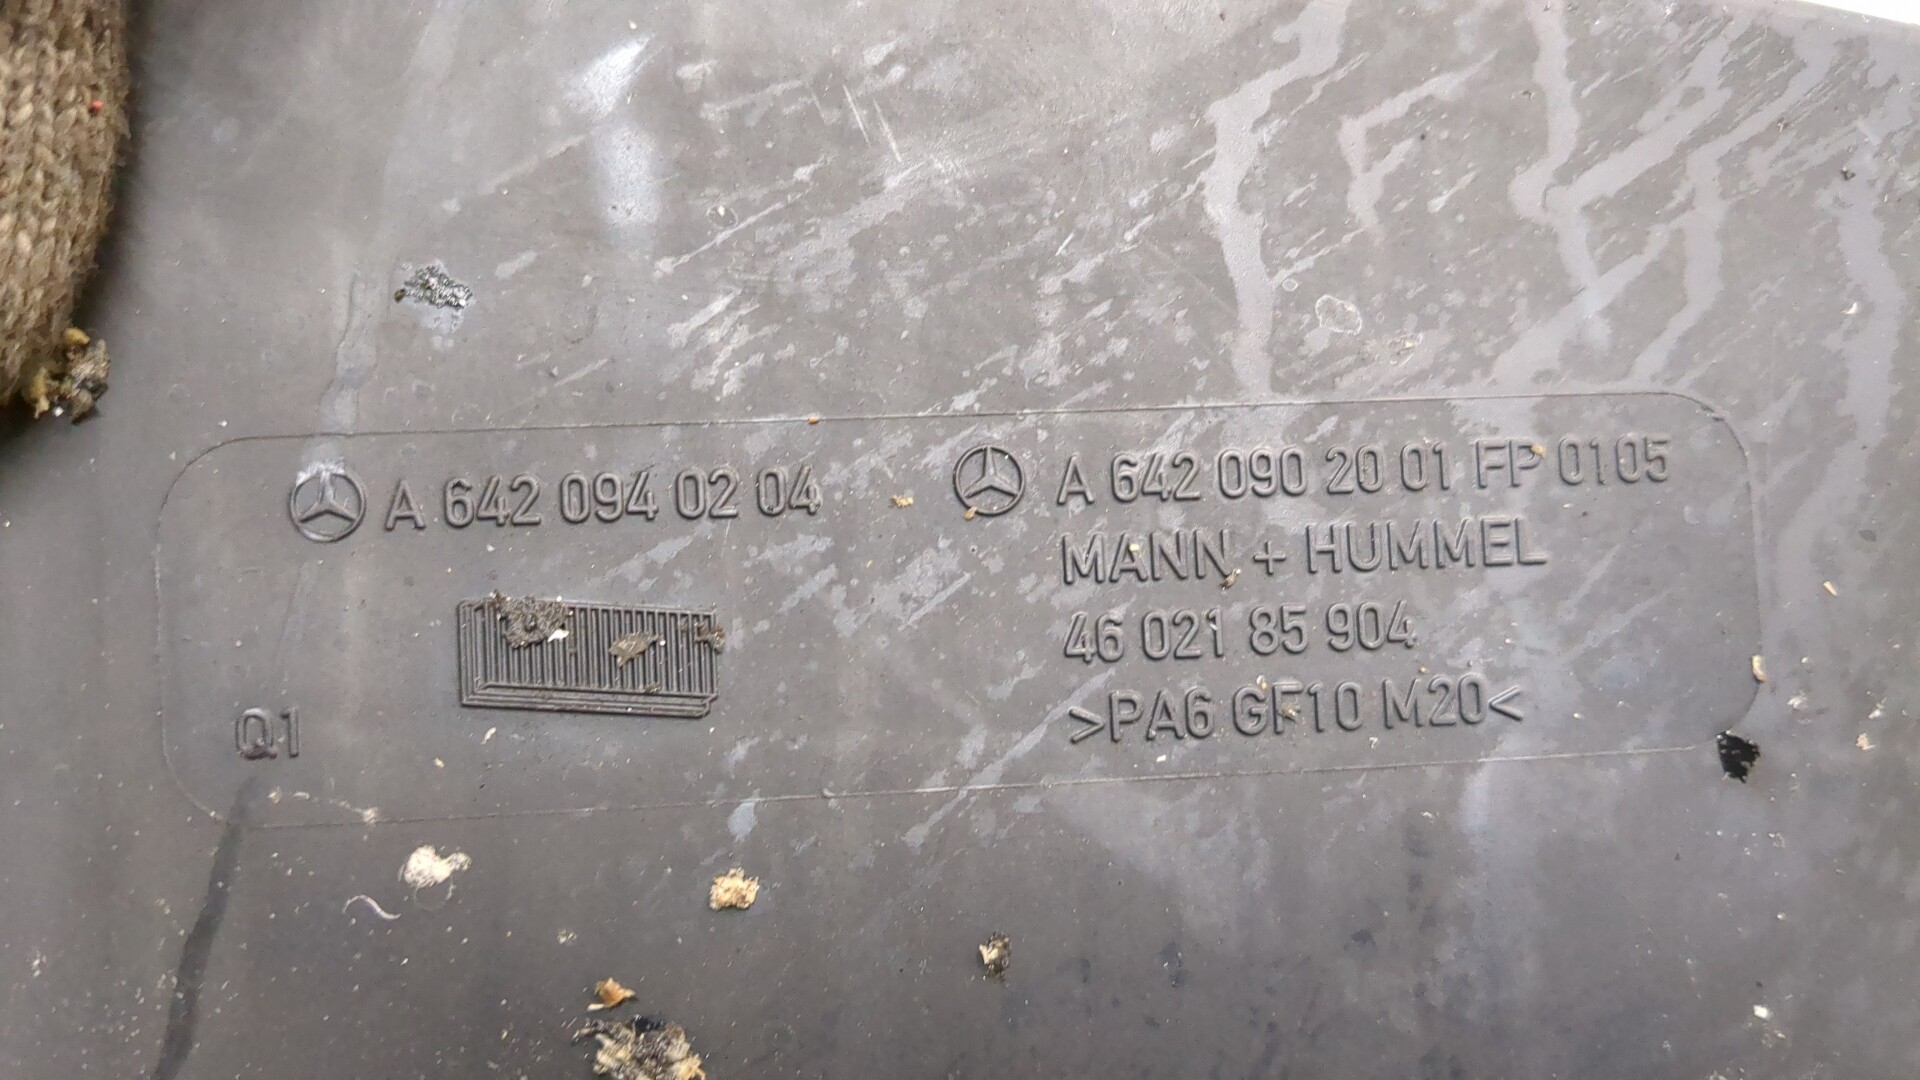 A 642 094 02 04
A 642 090 20 01 FP 0105
MANN + HUMMEL
46 021 85 904
>PA6 GF10 M20<
Q1